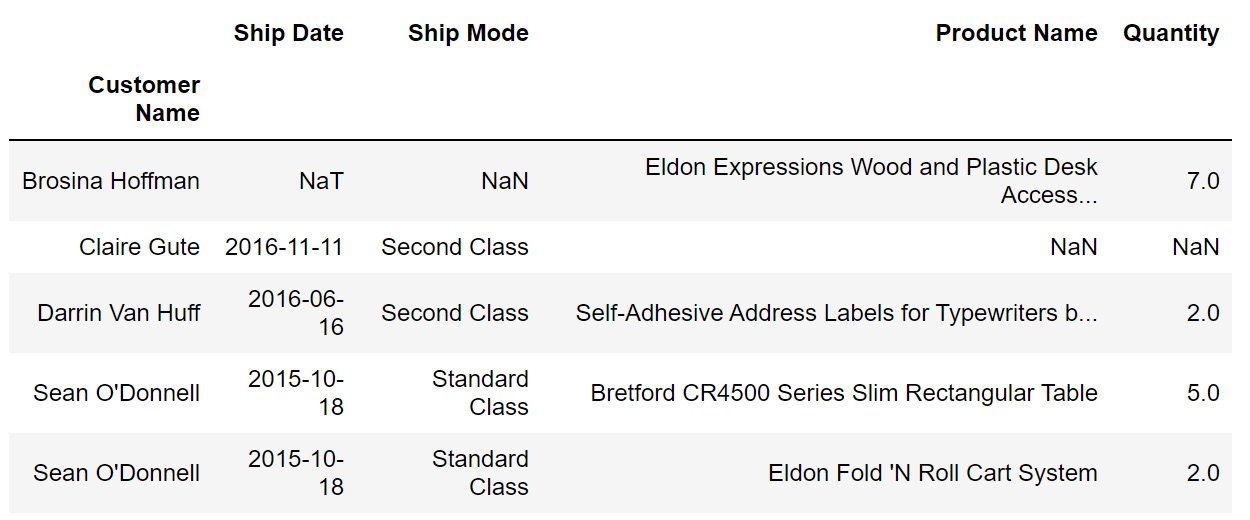 Ship Date Ship Mode Product Name Quantity
Customer
Name
Brosina Hoffman NaT NaN Eldon Expressions Wood and Plastic Desk
Access... 7.0
Claire Gute 2016-11-11 Second Class NaN NaN
Darrin Van Huff 2016-06-
16 Second Class Self-Adhesive Address Labels for Typewriters b... 2.0
Sean O'Donnell 2015-10-
18 Standard
Class Bretford CR4500 Series Slim Rectangular Table 5.0
Sean O'Donnell 2015-10-
18 Standard
Class Eldon Fold 'N Roll Cart System 2.0